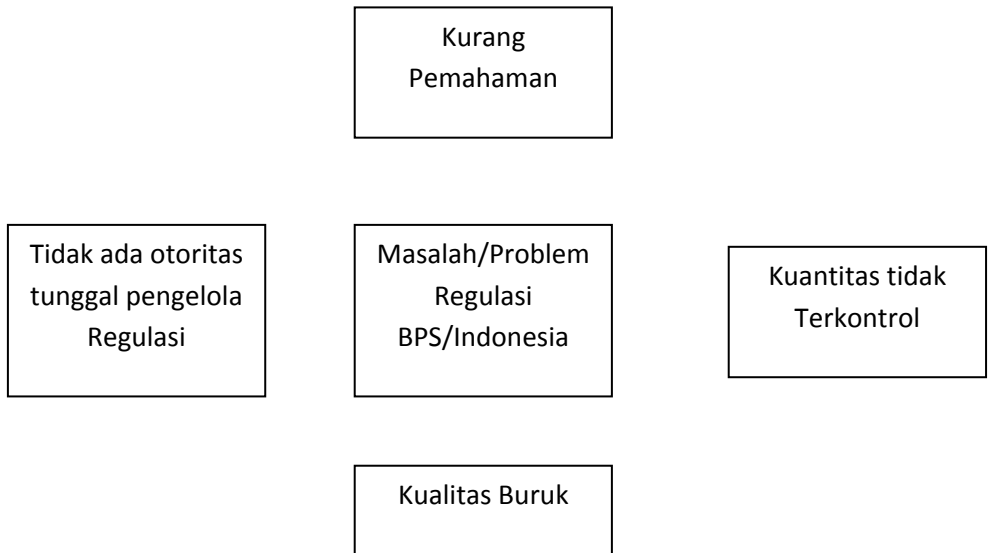 Kurang
Pemahaman
Tidak ada otoritas
tunggal pengelola
Regulasi
Masalah/Problem
Regulasi
BPS/Indonesia
Kuantitas tidak
Terkontrol
Kualitas Buruk